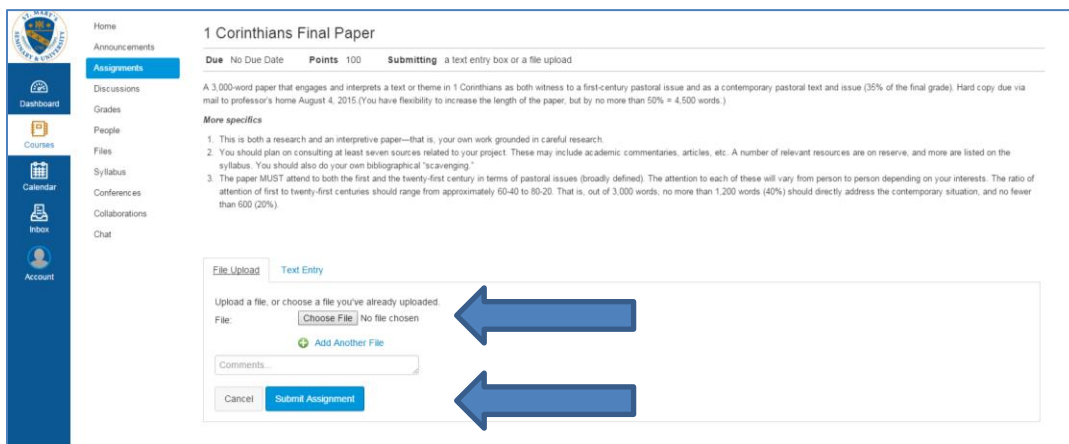 ST. MARY'S
SEMINARY & UNIVERSITY
Dashboard
Courses
Calendar
Inbox
Account
Home
Announcements
Assignments
Discussions
Grades
People
Files
Syllabus
Conferences
Collaborations
Chat
1 Corinthians Final Paper
Due No Due Date Points 100 Submitting a text entry box or a file upload
A 3,000-word paper that engages and interprets a text or theme in 1 Corinthians as both witness to a first-century pastoral issue and as a contemporary pastoral text and issue (35% of the final grade). Hard copy due via
mail to professor's home August 4, 2015.(You have flexibility to increase the length of the paper, but by no more than 50% = 4,500 words.)
More specifics
1. This is both a research and an interpretive paper—that is, your own work grounded in careful research.
2. You should plan on consulting at least seven sources related to your project. These may include academic commentaries, articles, etc. A number of relevant resources are on reserve, and more are listed on the
syllabus. You should also do your own bibliographical "scavenging."
3. The paper MUST attend to both the first and the twenty-first century in terms of pastoral issues (broadly defined). The attention to each of these will vary from person to person depending on your interests. The ratio of
attention of first to twenty-first centuries should range from approximately 60-40 to 80-20. That is, out of 3,000 words, no more than 1,200 words (40%) should directly address the contemporary situation, and no fewer
than 600 (20%).
File Upload Text Entry
Upload a file, or choose a file you've already uploaded.
File: Choose File No file chosen
Add Another File
Comments...
Cancel Submit Assignment